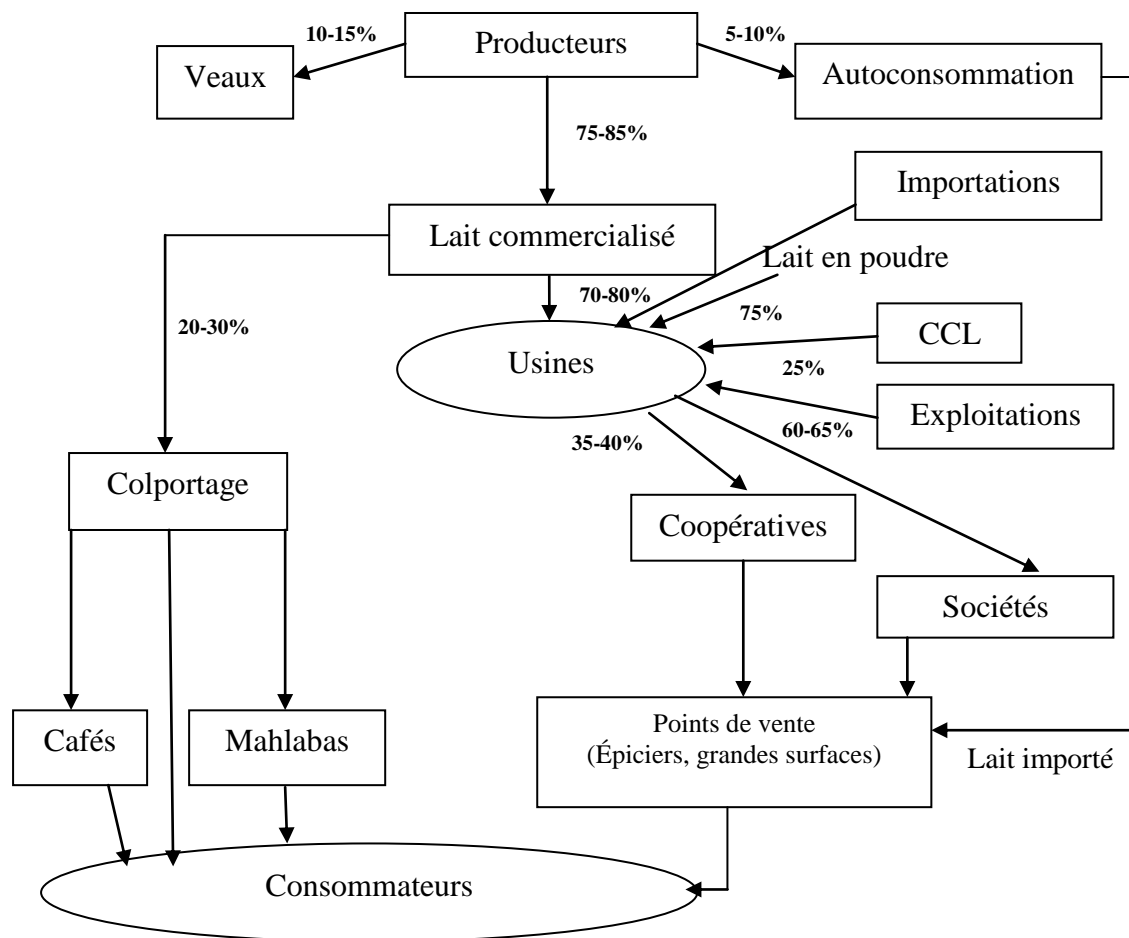 10-15%
Producteurs
5-10%
Veaux
Autoconsommation
75-85%
Importations
Lait commercialisé
Lait en poudre
70-80%
20-30%
75%
CCL
Usines
25%
Exploitations
60-65%
35-40%
Colportage
Coopératives
Sociétés
Cafés
Mahlabas
Points de vente
(Épiciers, grandes surfaces)
Lait importé
Consommateurs